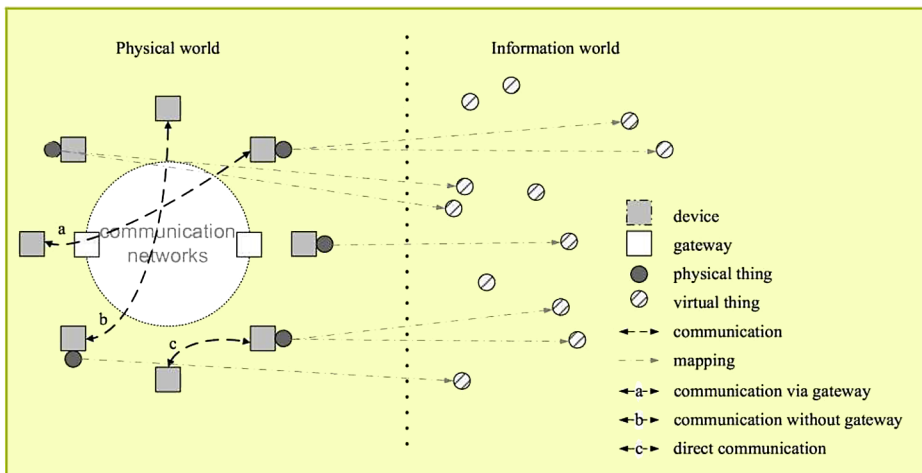 Physical world
Information world
a
communication
networks
b
c
device
gateway
physical thing
virtual thing
communication
mapping
a communication via gateway
b communication without gateway
c direct communication